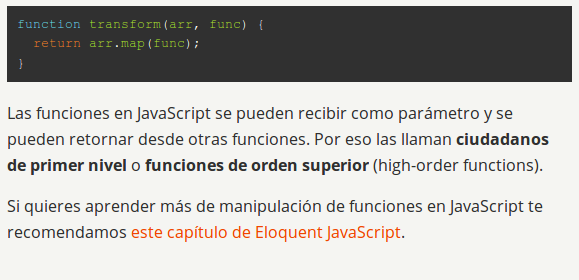 function transform(arr, func) {
  return arr.map(func);
}
Las funciones en JavaScript se pueden recibir como parámetro y se
pueden retornar desde otras funciones. Por eso las llaman ciudadanos
de primer nivel o funciones de orden superior (high-order functions).
Si quieres aprender más de manipulación de funciones en JavaScript te
recomendamos este capítulo de Eloquent JavaScript.